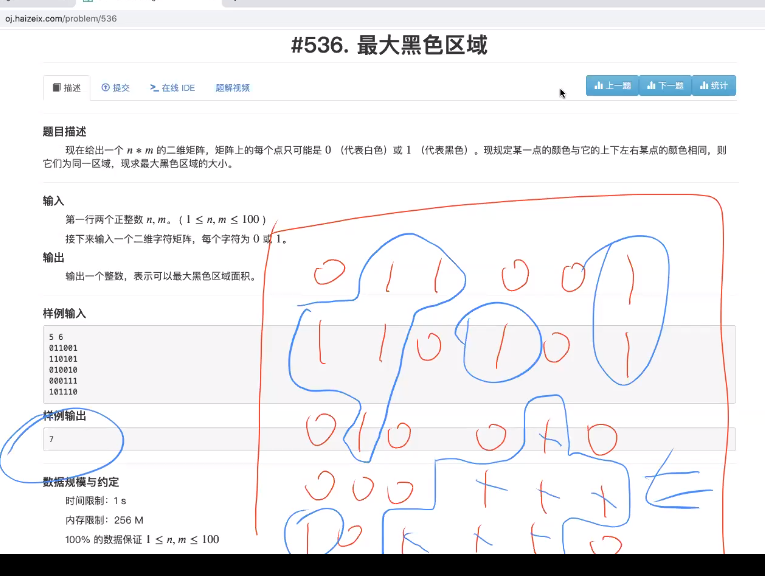 oj.haizeix.com/problem/536
#536. 最大黑色区域
描述 提交 在线 IDE 题解视频 上一题 下一题 统计
题目描述
现在给出一个 n ∗ m 的二维矩阵，矩阵上的每个点只可能是 0 （代表白色）或 1 （代表黑色）。现规定某一点的颜色与它的上下左右某点的颜色相同，则
它们为同一区域，现求最大黑色区域的大小。
输入
第一行两个正整数 n, m。 ( 1 ≤ n, m ≤ 100 )
接下来输入一个二维字符矩阵，每个字符为 0 或 1。
输出
输出一个整数，表示可以最大黑色区域面积。
样例输入
5 6
011001
110101
010010
000111
101110
样例输出
7
数据规模与约定
时间限制：1 s
内存限制：256 M
100% 的数据保证 1 ≤ n, m ≤ 100
0 1 1 0 0 1
1 1 0 1 0 1
0 1 0 0 1 0
0 0 0 1 1 1
1 0 1 1 1 0